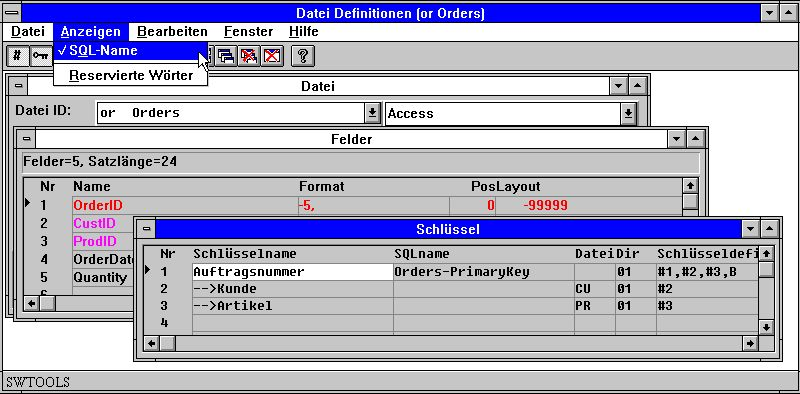 Datei Definitionen (or Orders)
Datei Anzeigen Bearbeiten Fenster Hilfe
# ?
✓ SQL-Name
Reservierte Wörter
Datei
Datei ID: or Orders Access
Felder
Felder=5, Satzlänge=24
Nr Name Format Pos Layout
1 OrderID -5, 0 -99999
2 CustID
3 ProdID
4 OrderDat
5 Quantity
6
Schlüssel
Nr Schlüsselname SQLname Datei Dir Schlüsseldefi
1 Auftragsnummer Orders-PrimaryKey 01 #1,#2,#3,B
2 -->Kunde CU 01 #2
3 -->Artikel PR 01 #3
4
SWTOOLS